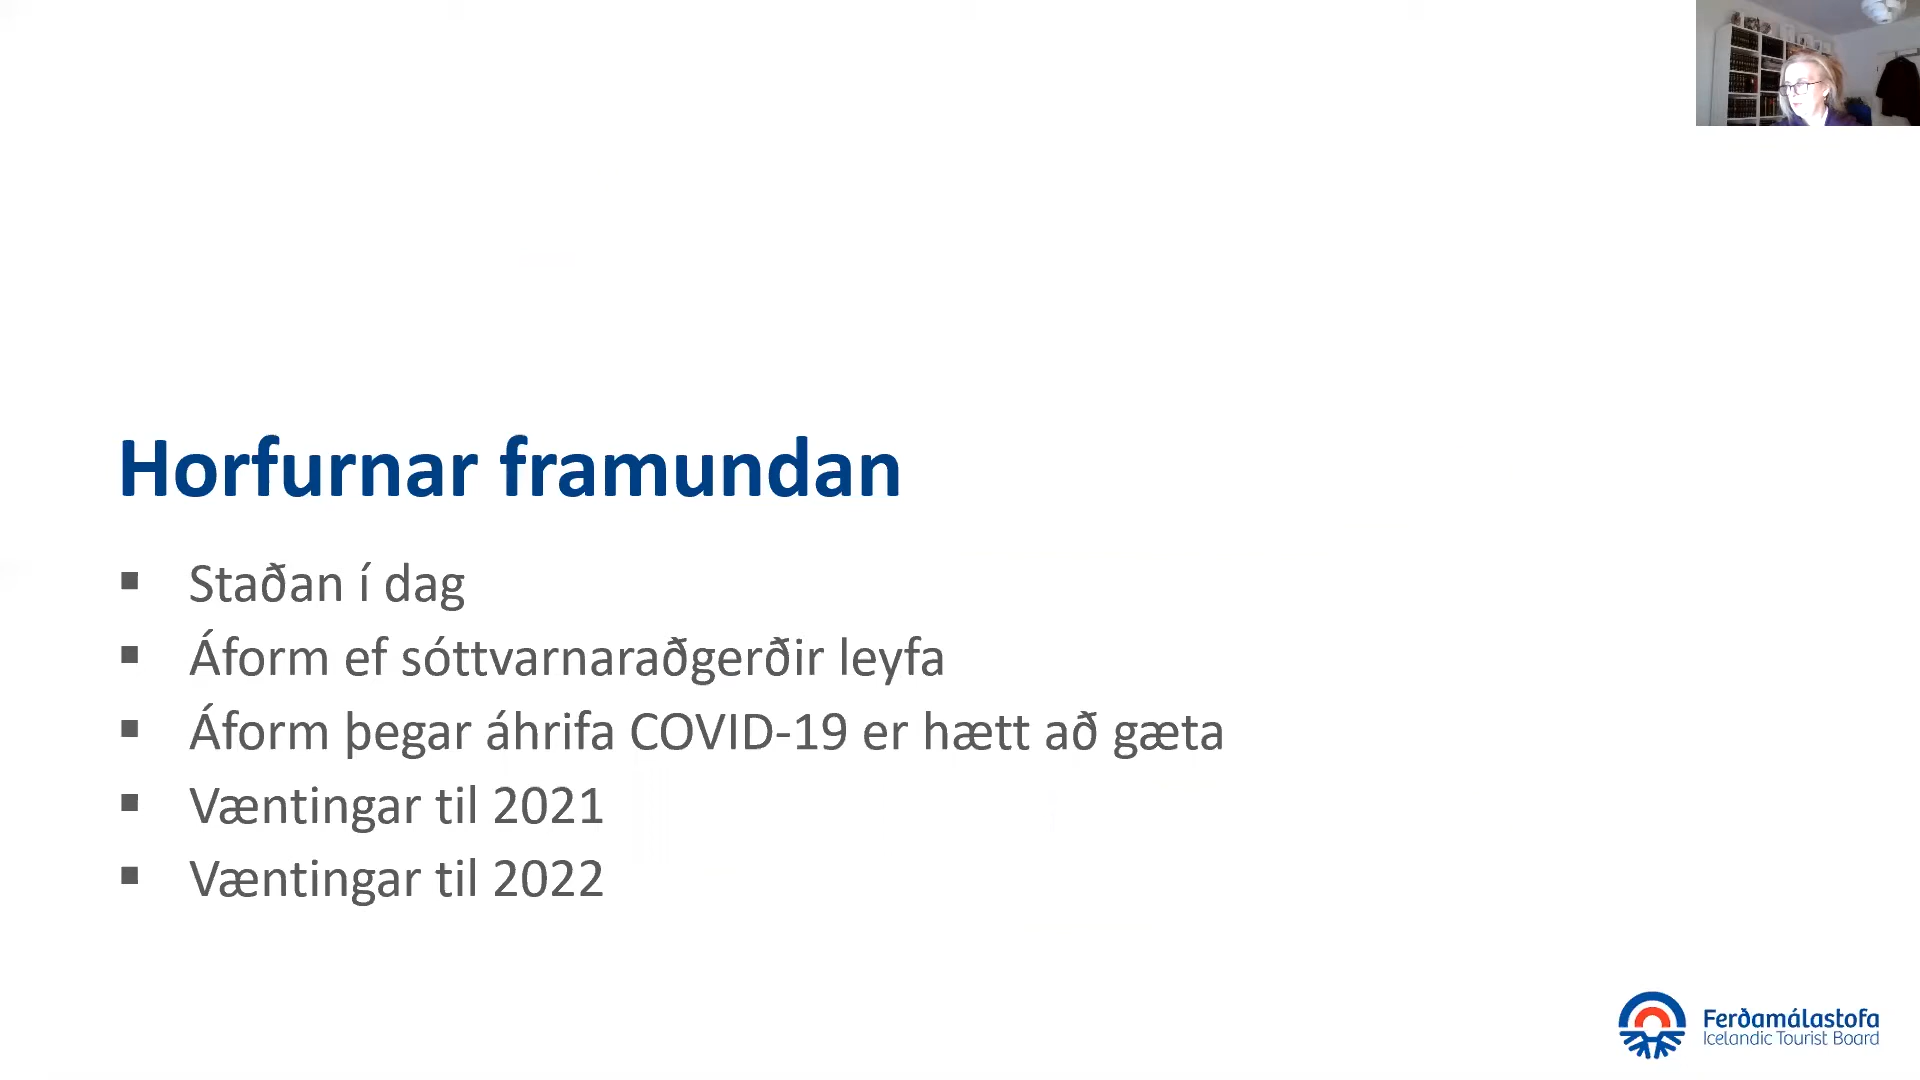 Horfurnar framundan
▪ Staðan í dag
▪ Áform ef sóttvarnaraðgerðir leyfa
▪ Áform þegar áhrifa COVID-19 er hætt að gæta
▪ Væntingar til 2021
▪ Væntingar til 2022
Ferðamálastofa
Icelandic Tourist Board